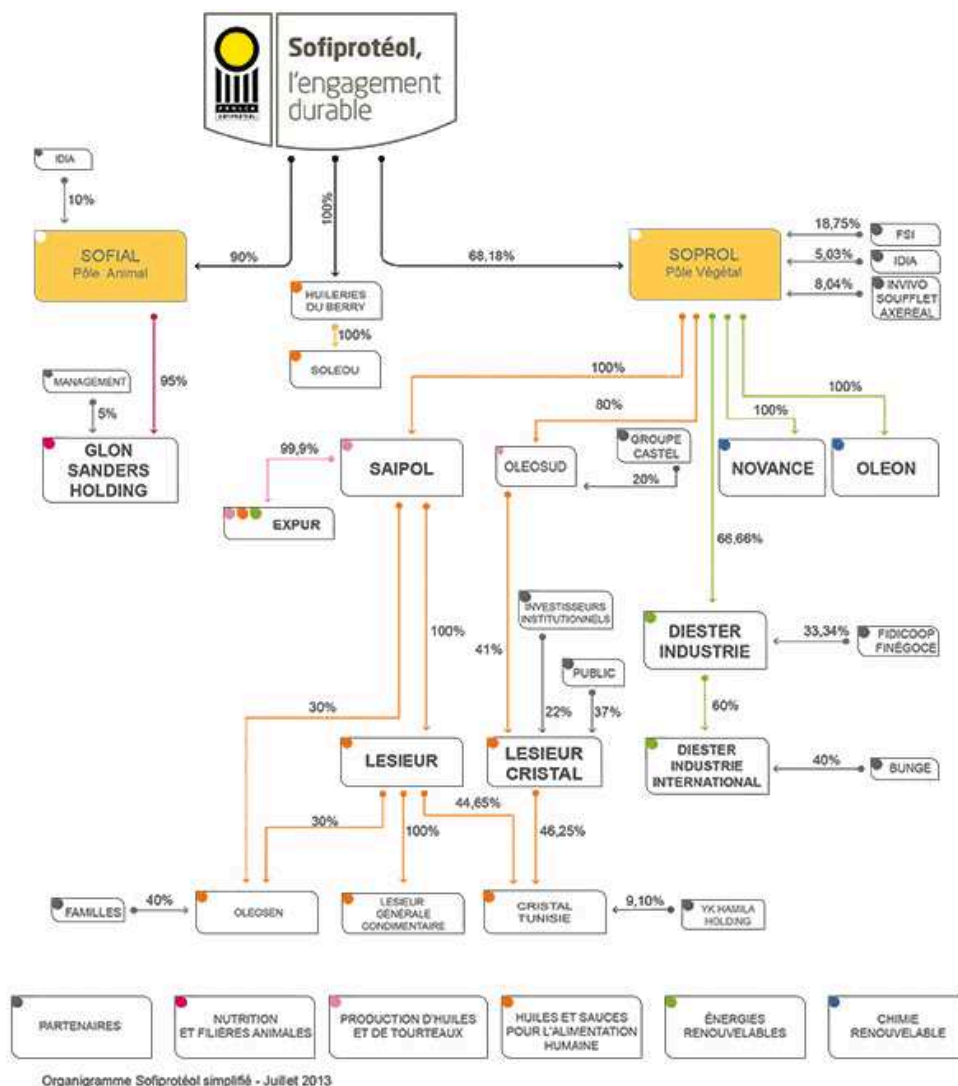 Sofiprotéol,
l'engagement
durable
PROLEA
SOFIPROTEOL
IDIA
10%
SOFIAL
Pôle Animal
90%
100%
68,18%
SOPROL
Pôle Végétal
18,75%
FSI
5,03%
IDIA
8,04%
INVIVO
SOUFFLET
AXEREAL
HUILERIES
DU BERRY
100%
SOLEOU
MANAGEMENT
5%
95%
GLON
SANDERS
HOLDING
100%
80%
100%
100%
99,9%
SAIPOL
OLEOSUD
GROUPE
CASTEL
20%
NOVANCE
OLEON
EXPUR
66,66%
INVESTISSEURS
INSTITUTIONNELS
100%
41%
PUBLIC
22%
37%
30%
DIESTER
INDUSTRIE
33,34%
FIDICOOP
FINÉGOCE
60%
LESIEUR
LESIEUR
CRISTAL
DIESTER
INDUSTRIE
INTERNATIONAL
40%
BUNGE
30%
100%
44,65%
46,25%
FAMILLES
40%
OLEOSEN
LESIEUR
GÉNÉRALE
CONDIMENTAIRE
CRISTAL
TUNISIE
9,10%
YK HAMILA
HOLDING
PARTENAIRES
NUTRITION
ET FILIÈRES ANIMALES
PRODUCTION D'HUILES
ET DE TOURTEAUX
HUILES ET SAUCES
POUR L'ALIMENTATION
HUMAINE
ÉNERGIES
RENOUVELABLES
CHIMIE
RENOUVELABLE
Organigramme Sofiprotéol simplifié - Juillet 2013